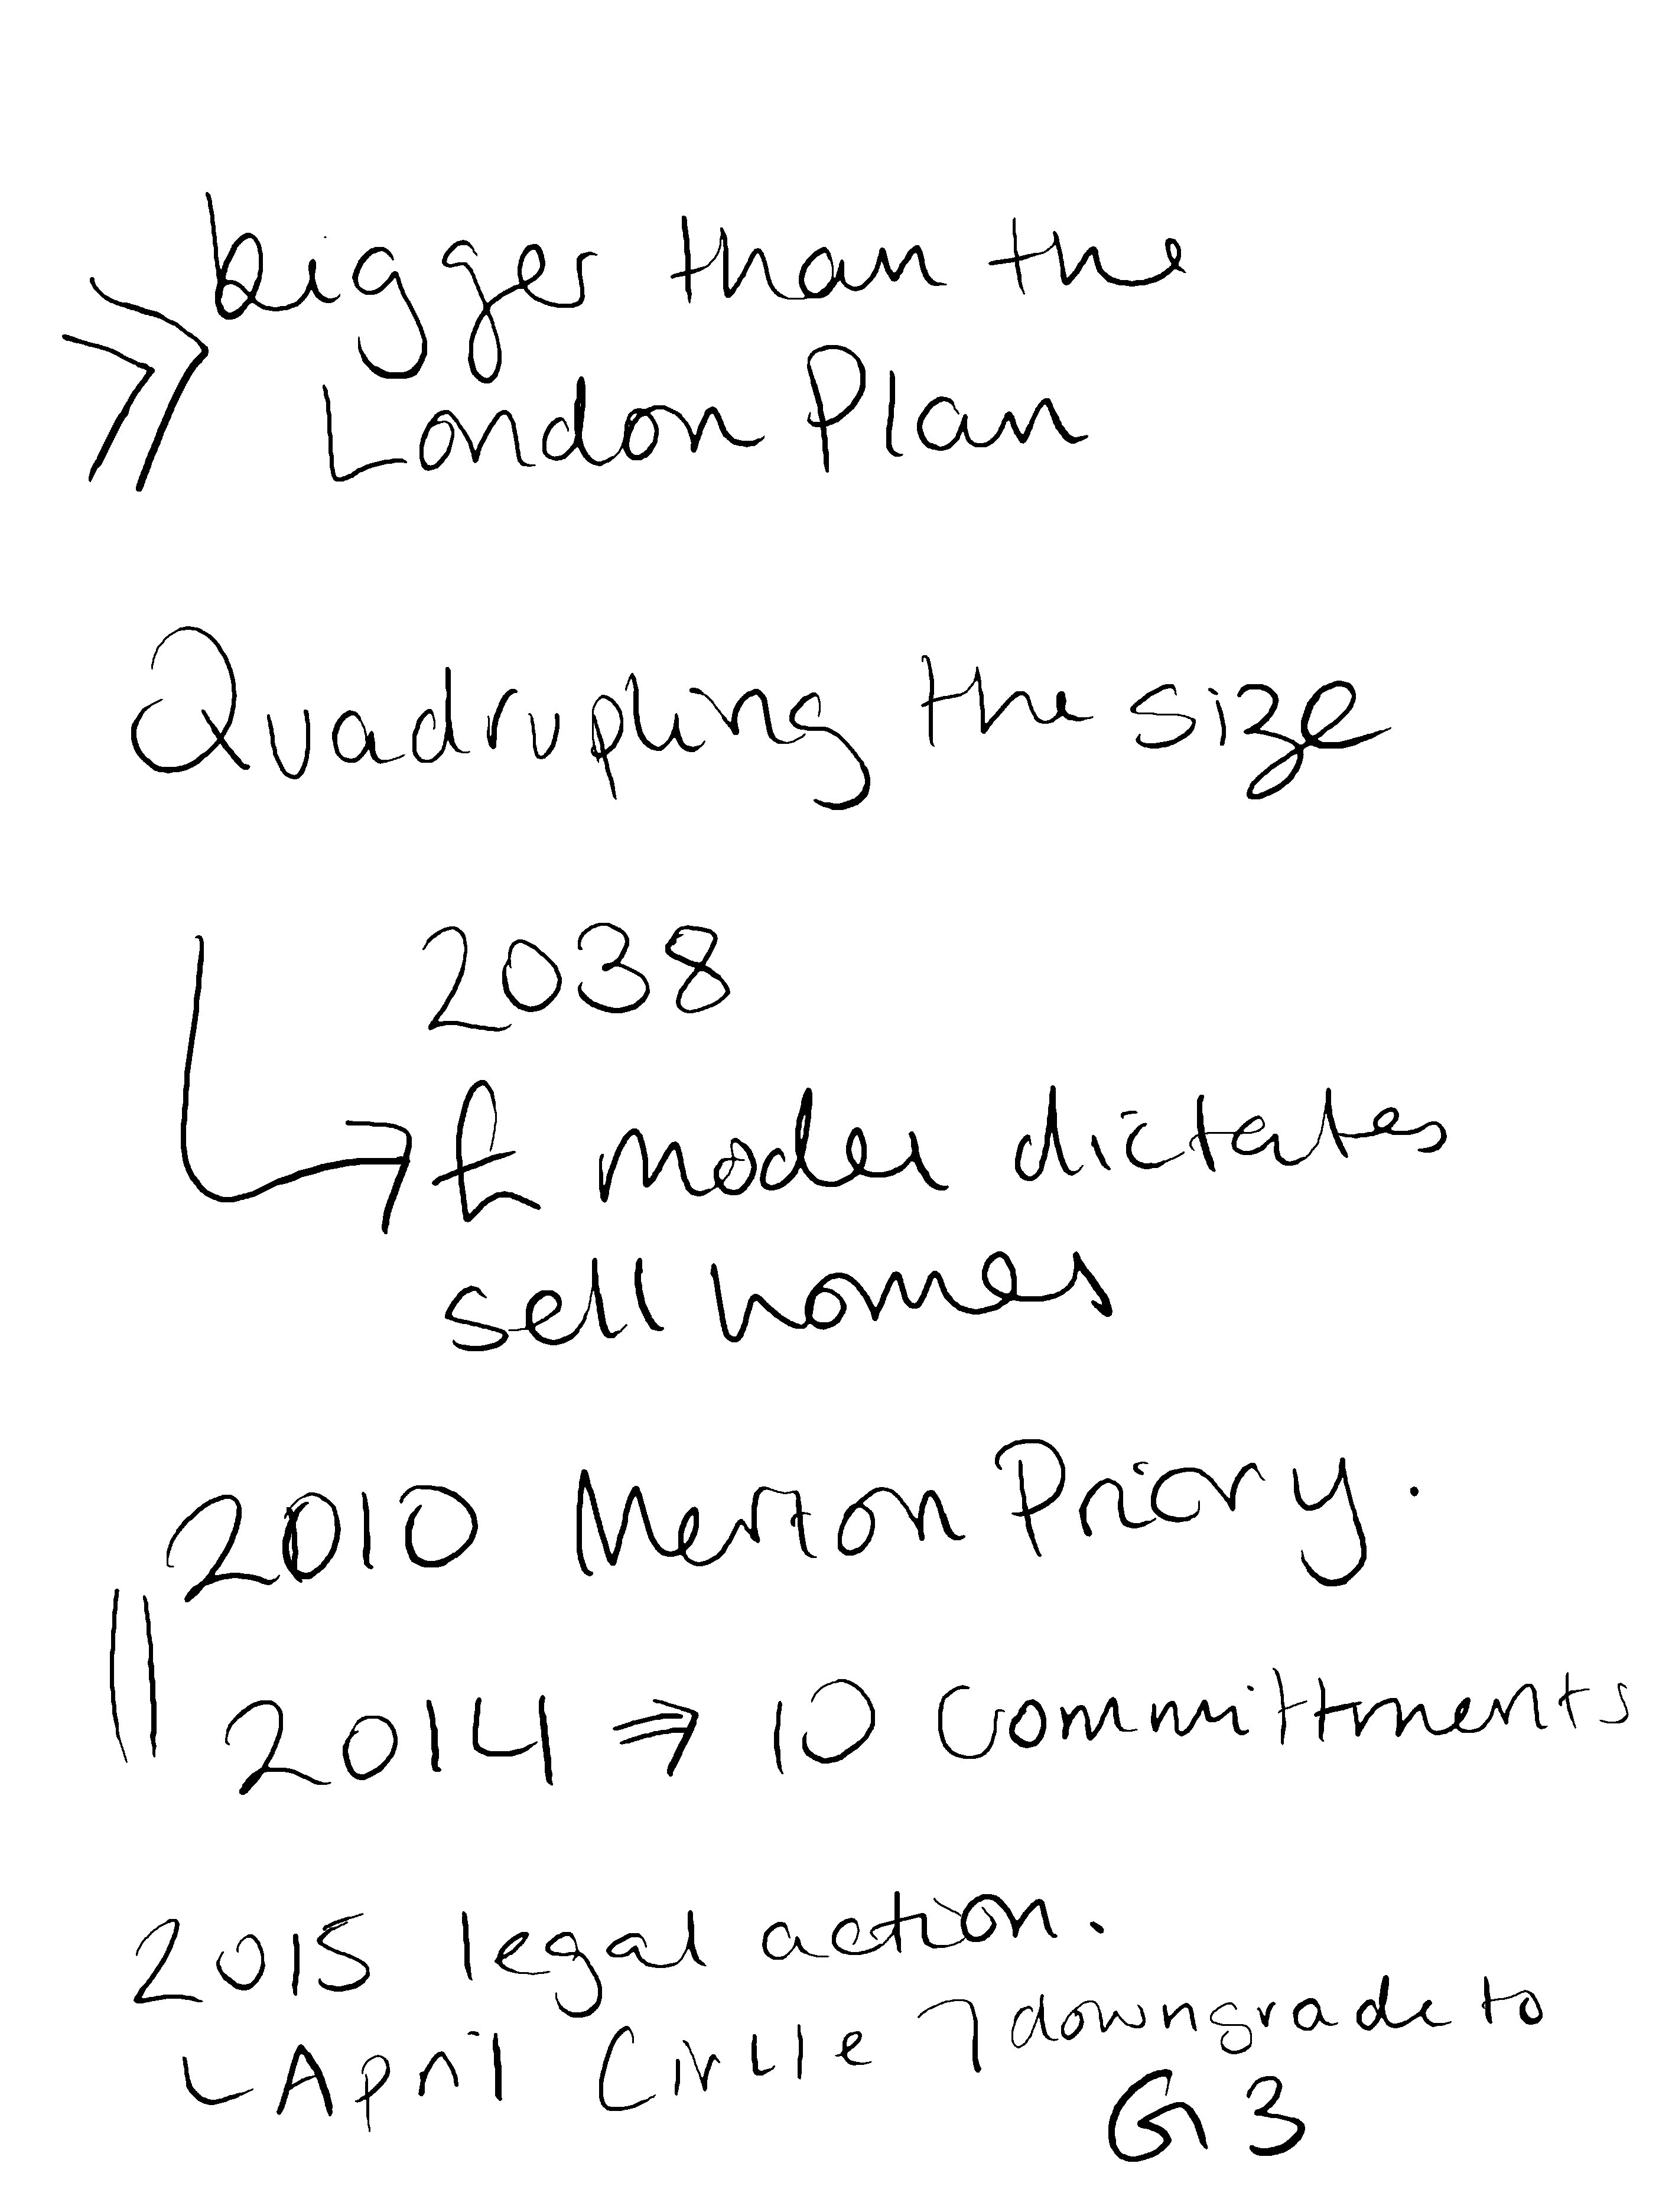 bigger than the
London Plan
Quadrupling the size
2038
£ model dictates
sell homes
2010 Merton Priory.
2014 ⇒ 10 Committments
2015 legal action.
April Circle downgrade to
G3